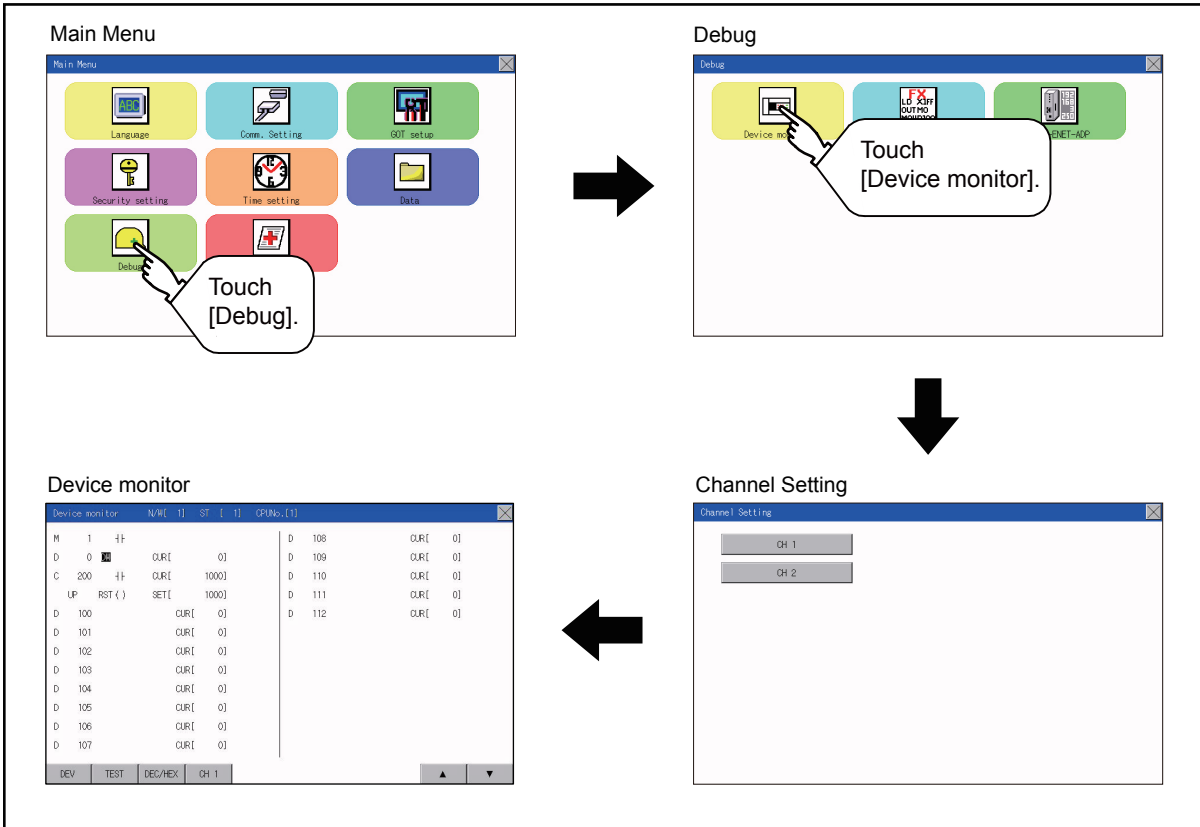 Main Menu
Main Menu
ABC
Language
Comm. Setting
GOT setup
Security setting
Time setting
Data
Debug
Touch
[Debug].
Debug
Debug
Device
FX
LD
OUT M0
-ENET-ADP
Touch
[Device monitor].
Channel Setting
Channel Setting
CH 1
CH 2
Device monitor
Device monitor N/W[ 1] ST [ 1] CPUNo.[1]
M 1
D 0 CUR[ 0]
C 200 CUR[ 1000]
UP RST ( ) SET[ 1000]
D 100 CUR[ 0]
D 101 CUR[ 0]
D 102 CUR[ 0]
D 103 CUR[ 0]
D 104 CUR[ 0]
D 105 CUR[ 0]
D 106 CUR[ 0]
D 107 CUR[ 0]
D 108 CUR[ 0]
D 109 CUR[ 0]
D 110 CUR[ 0]
D 111 CUR[ 0]
D 112 CUR[ 0]
DEV TEST DEC/HEX CH 1 ▲ ▼